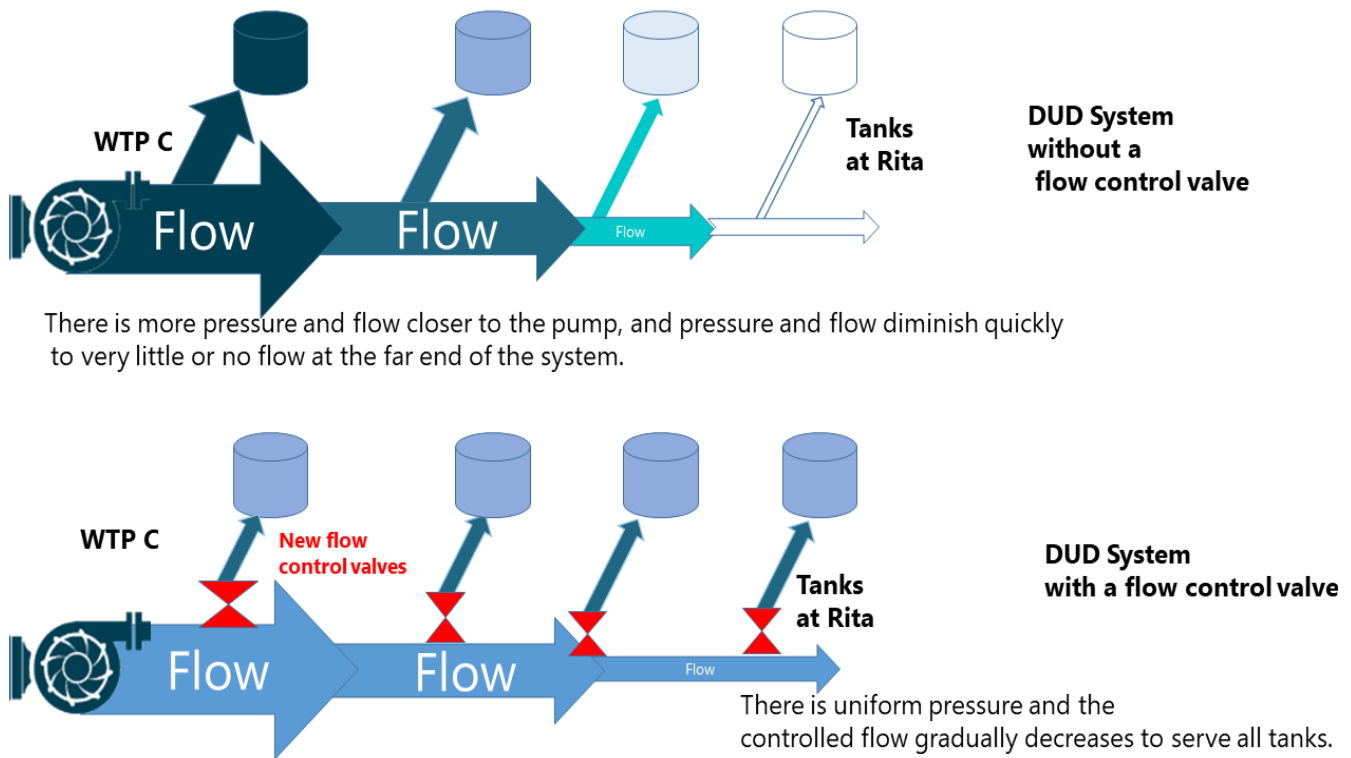 WTP C
Flow
Flow
Flow
Tanks
at Rita
DUD System
without a
flow control valve
There is more pressure and flow closer to the pump, and pressure and flow diminish quickly
to very little or no flow at the far end of the system.
WTP C
New flow
control valves
Flow
Flow
Flow
Tanks
at Rita
DUD System
with a flow control valve
There is uniform pressure and the
controlled flow gradually decreases to serve all tanks.